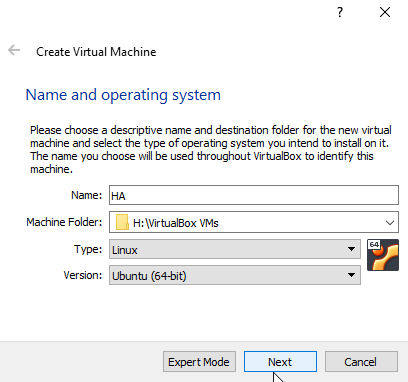 ?
Create Virtual Machine
Name and operating system
Please choose a descriptive name and destination folder for the new virtual
machine and select the type of operating system you intend to install on it.
The name you choose will be used throughout VirtualBox to identify this
machine.
Name: HA
Machine Folder: H:\VirtualBox VMs
Type: Linux
64
Version: Ubuntu (64-bit)
Expert Mode Next Cancel